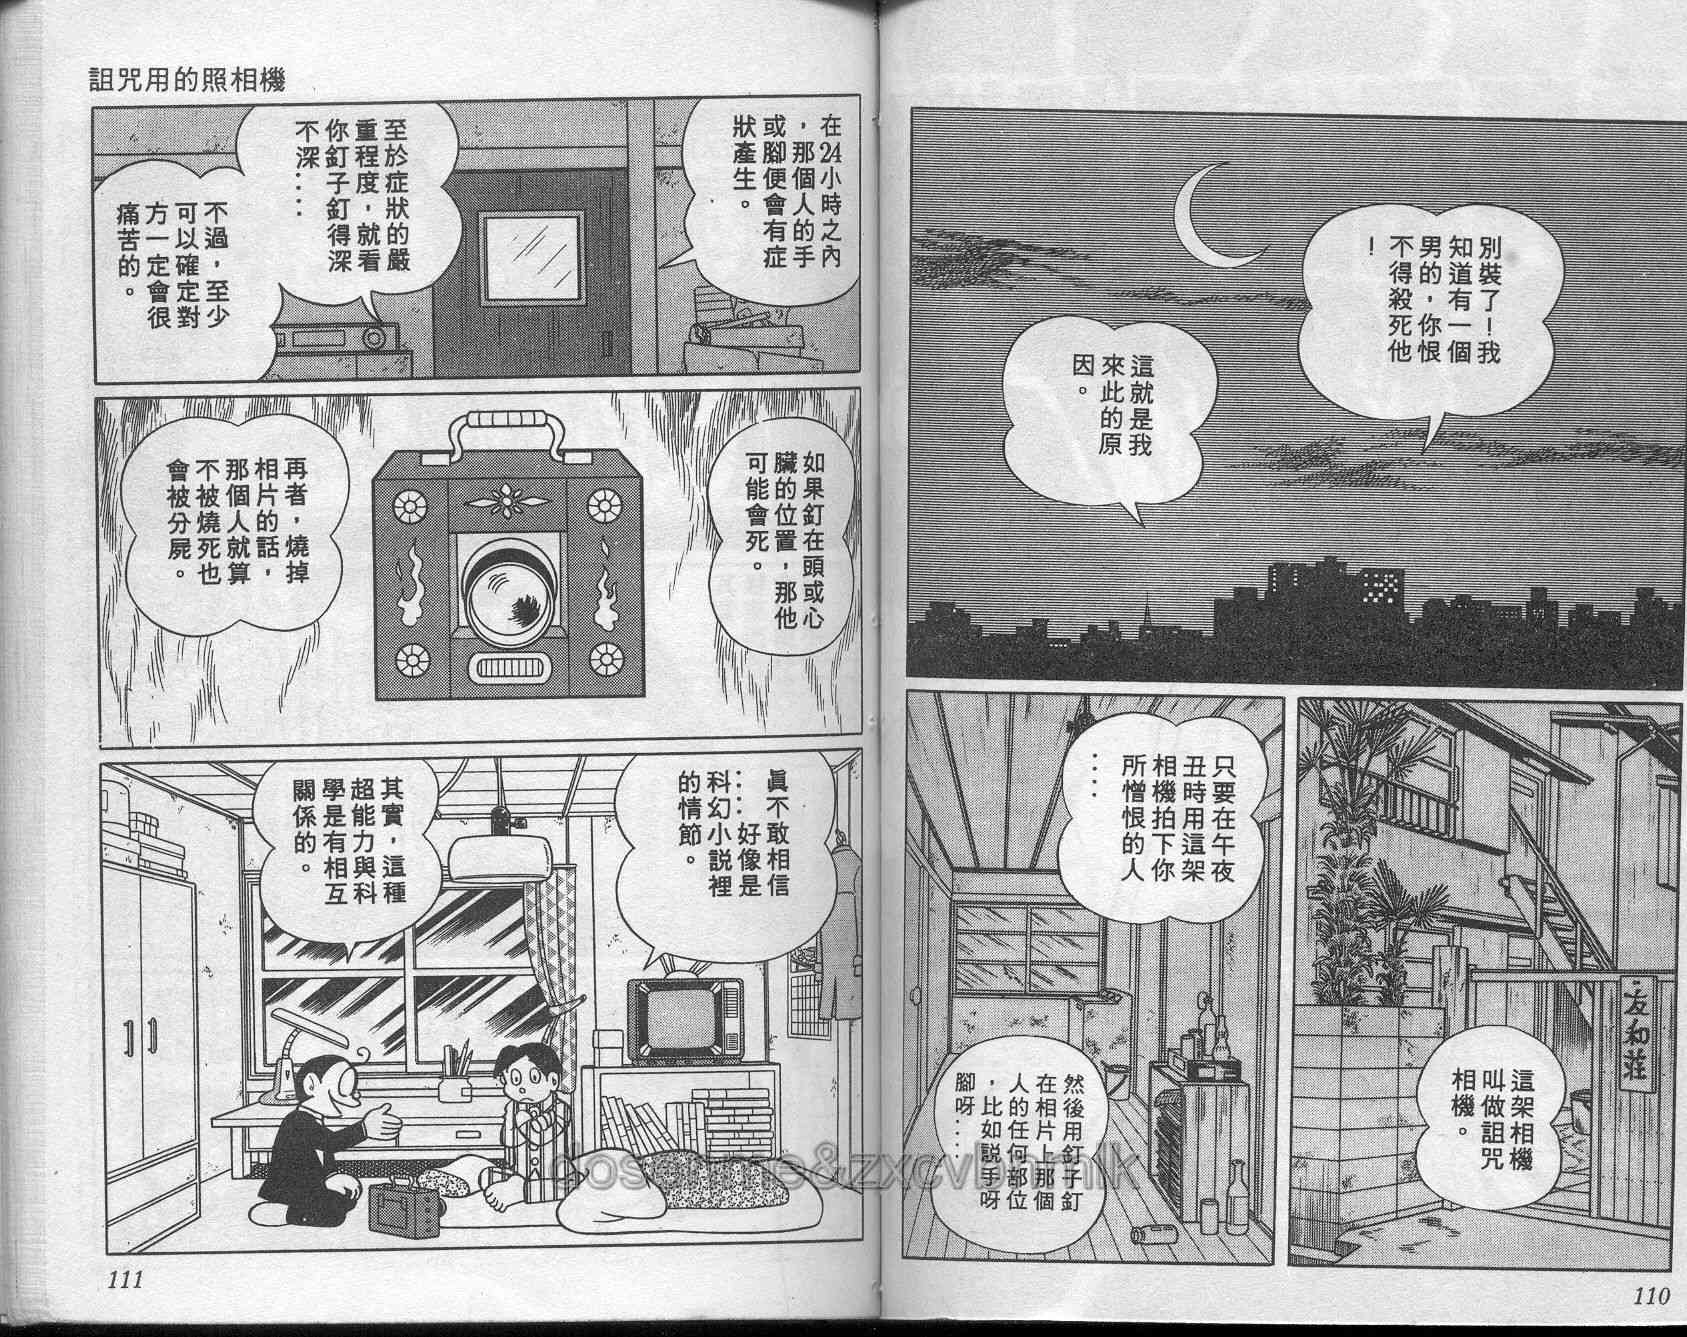 別裝了!我
知道有一個
男的,你恨
不得殺死他
!
這就是我
來此的原
因。
友和莊
這架相機
叫做詛咒
相機。
只要在午夜
丑時用這架
相機拍下你
所憎恨的人
‥‥
然後用釘子釘
在相片上那個
人的任何部位
,比如説手呀
腳呀‥‥
110
詛咒用的照相機
在24小時之內
,那個人的手
或腳便會有症
狀產生。
至於症狀的嚴
重程度,就看
你釘子釘得深
不深‥‥
不過,至少
可以確定對
方一定會很
痛苦的。
如果釘在頭或心
臟的位置,那他
可能會死。
再者,燒掉
相片的話,
那個人就算
不被燒死也
會被分屍。
眞不敢相信
‥‥好像是
科幻小説裡
的情節。
其實,這種
超能力與科
學是有相互
關係的。
111
cosonme&zxcvbnmlk